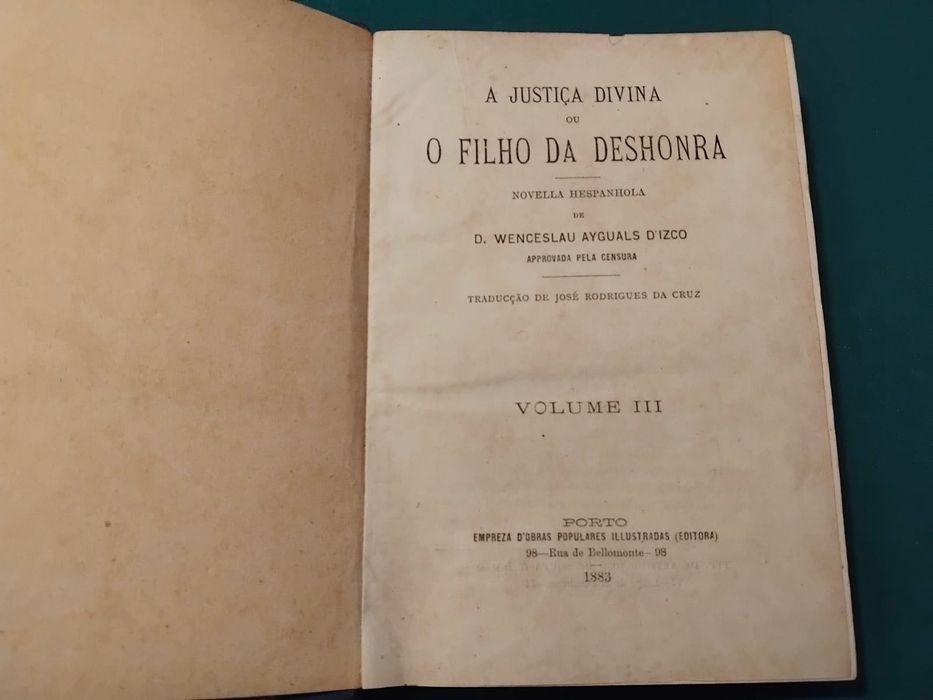 A JUSTIÇA DIVINA
OU
O FILHO DA DESHONRA
NOVELLA HESPANHOLA
DE
D. WENCESLAU AYGUALS D'IZCO
APPROVADA PELA CENSURA
TRADUCÇÃO DE JOSÉ RODRIGUES DA CRUZ
VOLUME III
PORTO
EMPREZA D'OBRAS POPULARES ILLUSTRADAS (EDITORA)
98—Rua de Bellomonte—98
1883